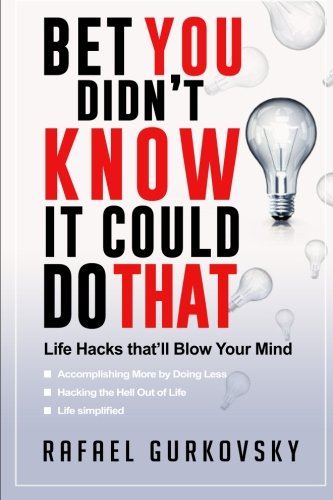 BET YOU
DIDN'T
KNOW
IT COULD
DO THAT
Life Hacks that'll Blow Your Mind
Accomplishing More by Doing Less
Hacking the Hell Out of Life
Life simplified
RAFAEL GURKOVSKY